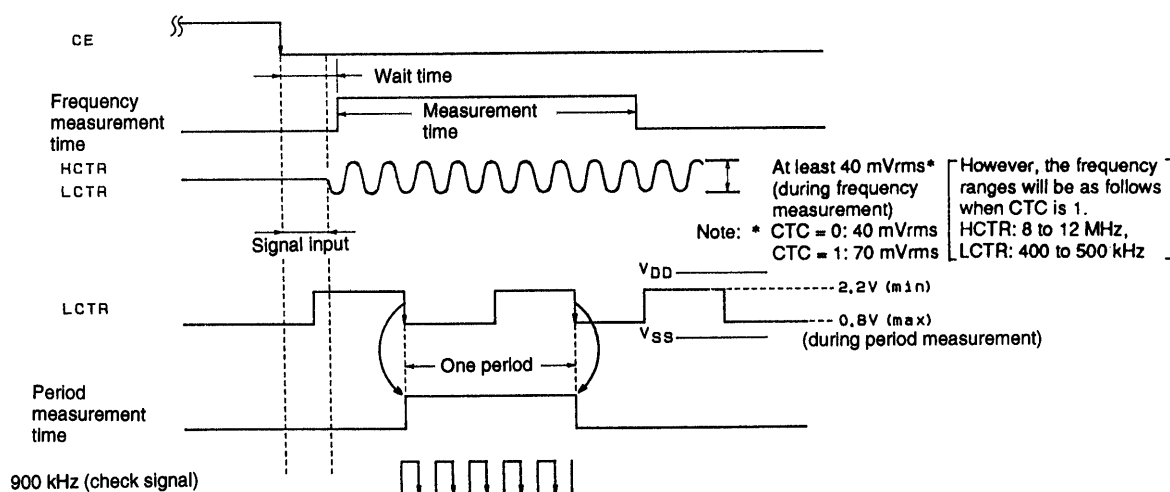 CE
Wait time
Frequency
measurement
time
Measurement
time
HCTR
LCTR
At least 40 mVrms*
(during frequency
measurement)
Note: * CTC = 0: 40 mVrms
CTC = 1: 70 mVrms
However, the frequency
ranges will be as follows
when CTC is 1.
HCTR: 8 to 12 MHz,
LCTR: 400 to 500 kHz
Signal input
LCTR
VDD
2.2V (min)
0.8V (max)
VSS
(during period measurement)
One period
Period
measurement
time
900 kHz (check signal)